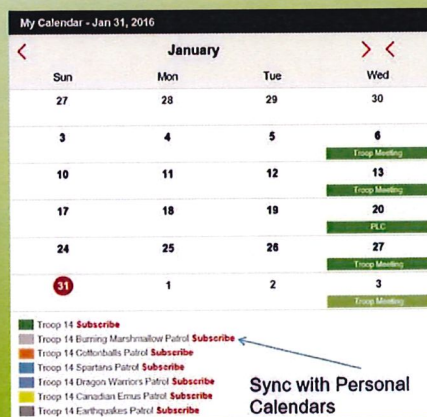 My Calendar - Jan 31, 2016
January
Sun Mon Tue Wed
27 28 29 30
3 4 5 6
Troop Meeting
10 11 12 13
Troop Meeting
17 18 19 20
PLC
24 25 26 27
Troop Meeting
31 1 2 3
Troop Meeting
Troop 14 Subscribe
Troop 14 Burning Marshmallow Patrol Subscribe
Troop 14 Cottonballs Patrol Subscribe
Troop 14 Spartans Patrol Subscribe
Troop 14 Dragon Warriors Patrol Subscribe
Troop 14 Canadian Emus Patrol Subscribe
Troop 14 Earthquakes Patrol Subscribe
Sync with Personal
Calendars